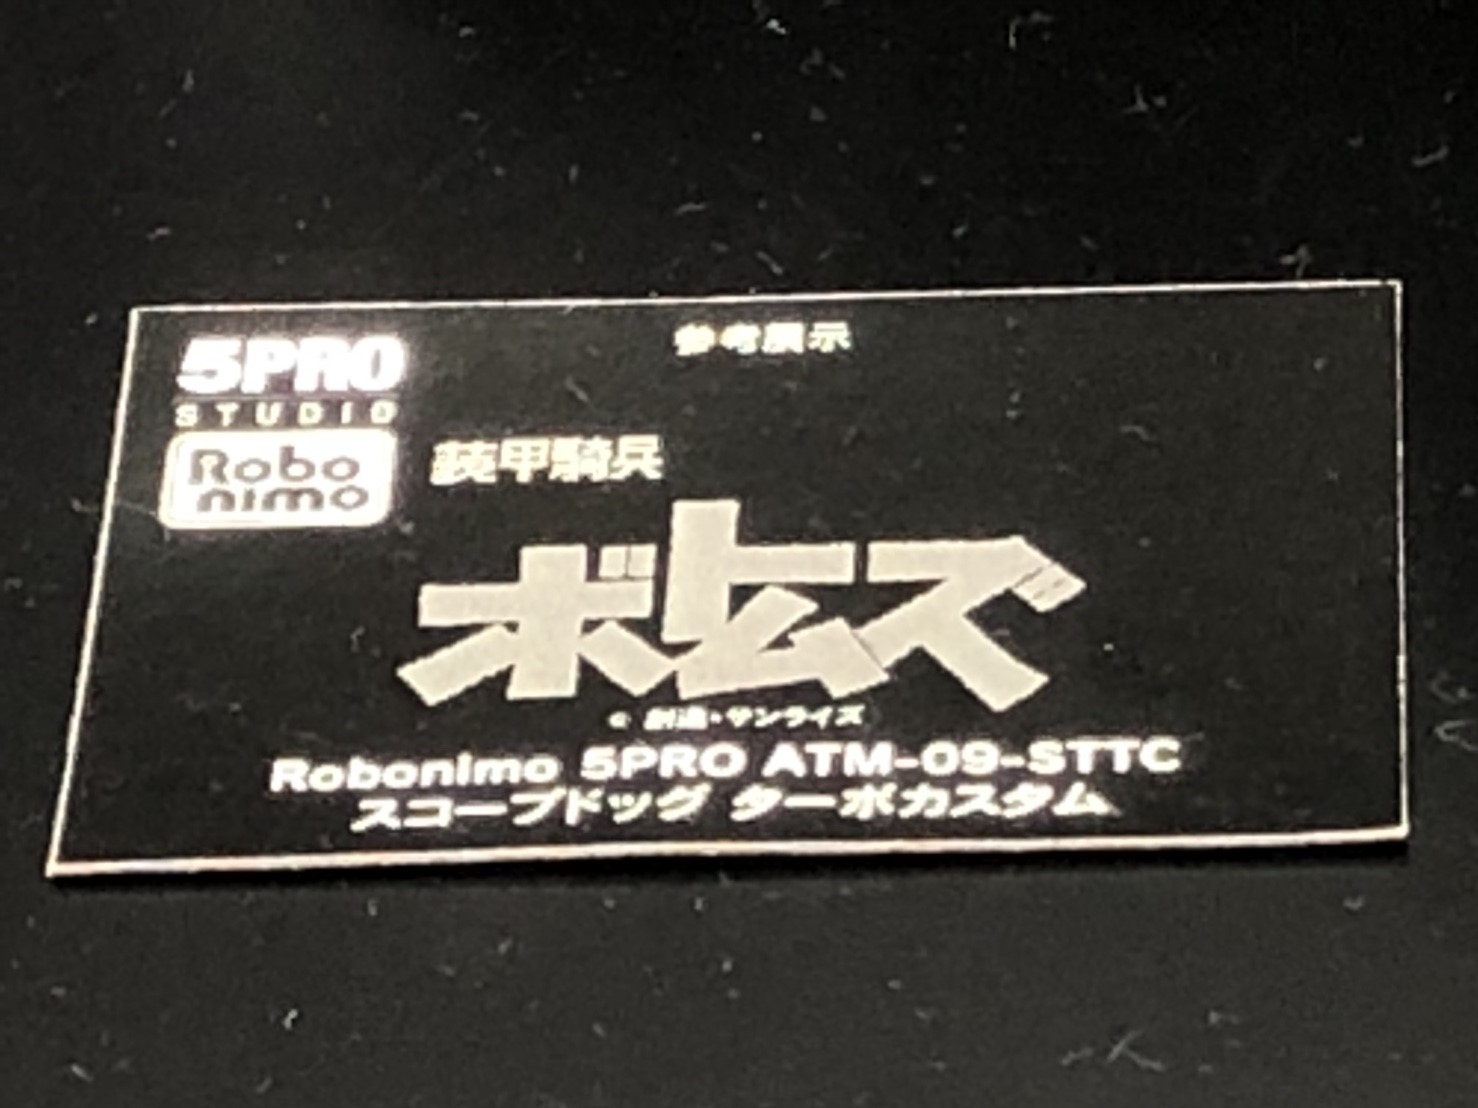 参考展示
5PRO
STUDIO
Robo
nimo
装甲騎兵
ボトムズ
© 創通・サンライズ
Robonimo 5PRO ATM-09-STTC
スコープドッグ ターボカスタム